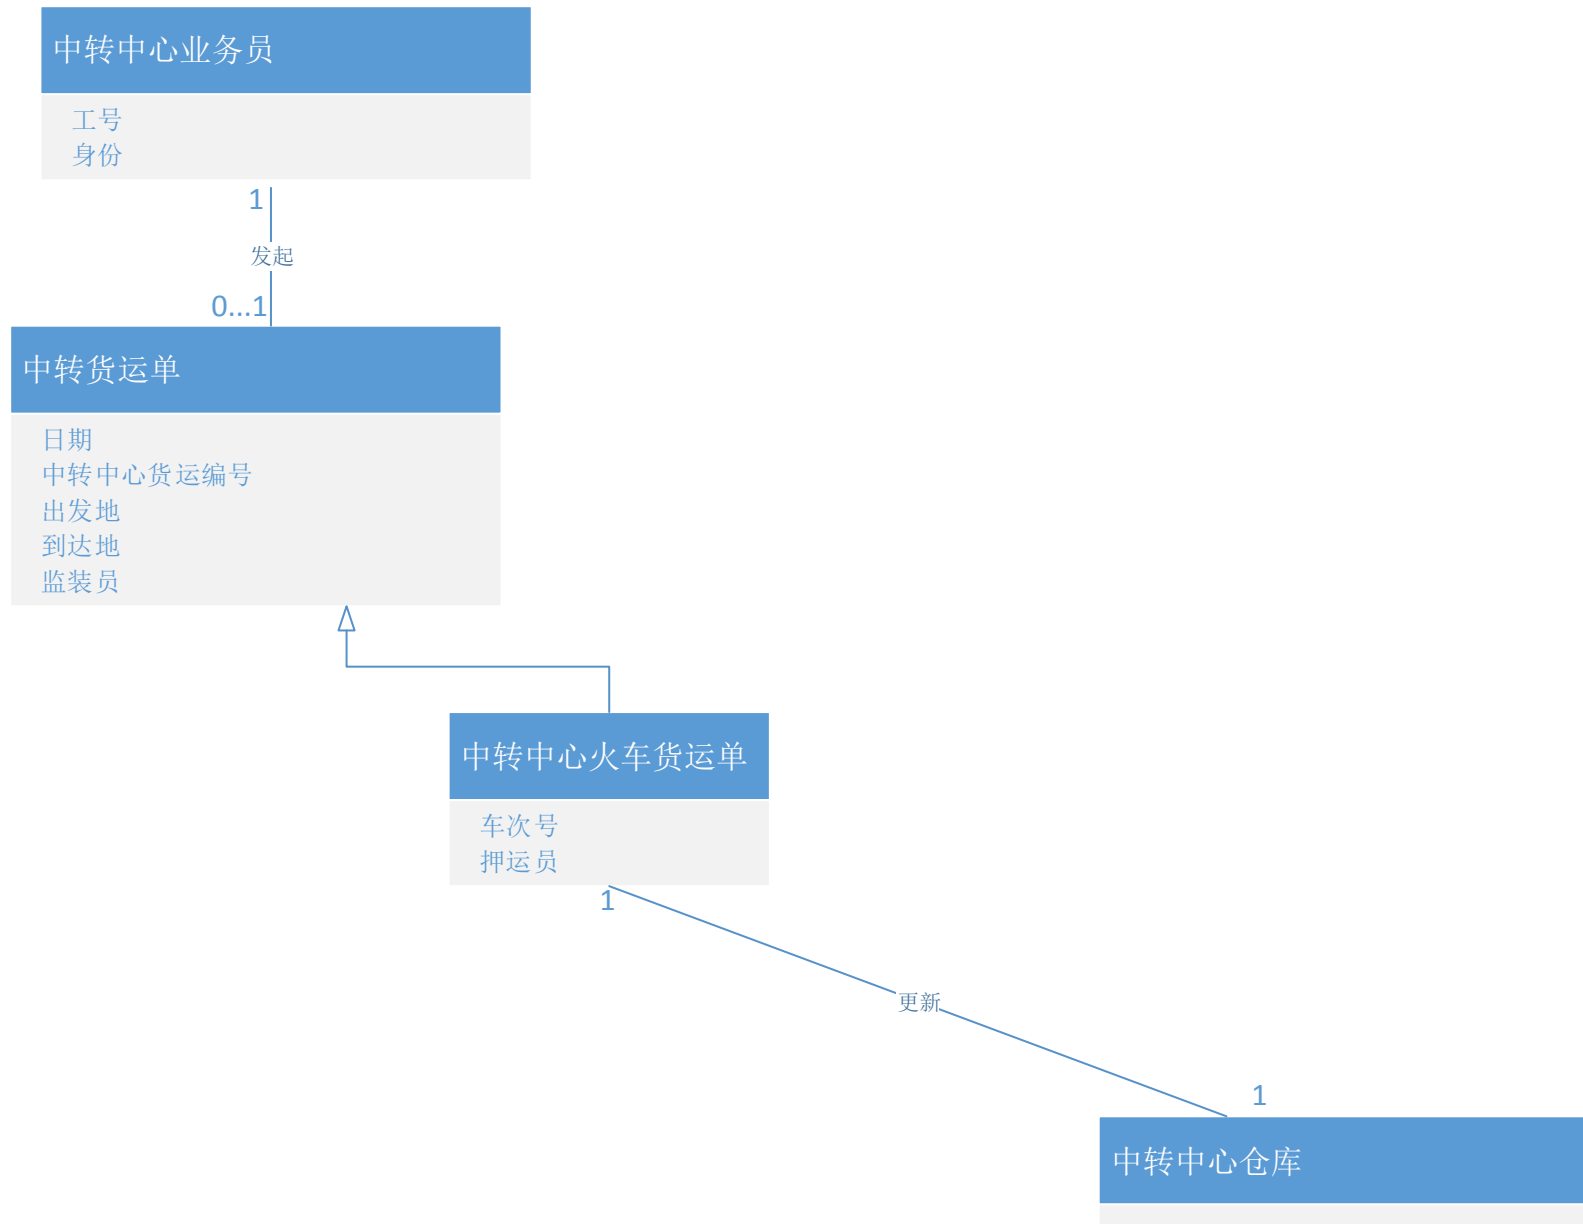 中转中心业务员
工号
身份
1
发起
0...1
中转货运单
日期
中转中心货运编号
出发地
到达地
监装员
中转中心火车货运单
车次号
押运员
1
更新
1
中转中心仓库